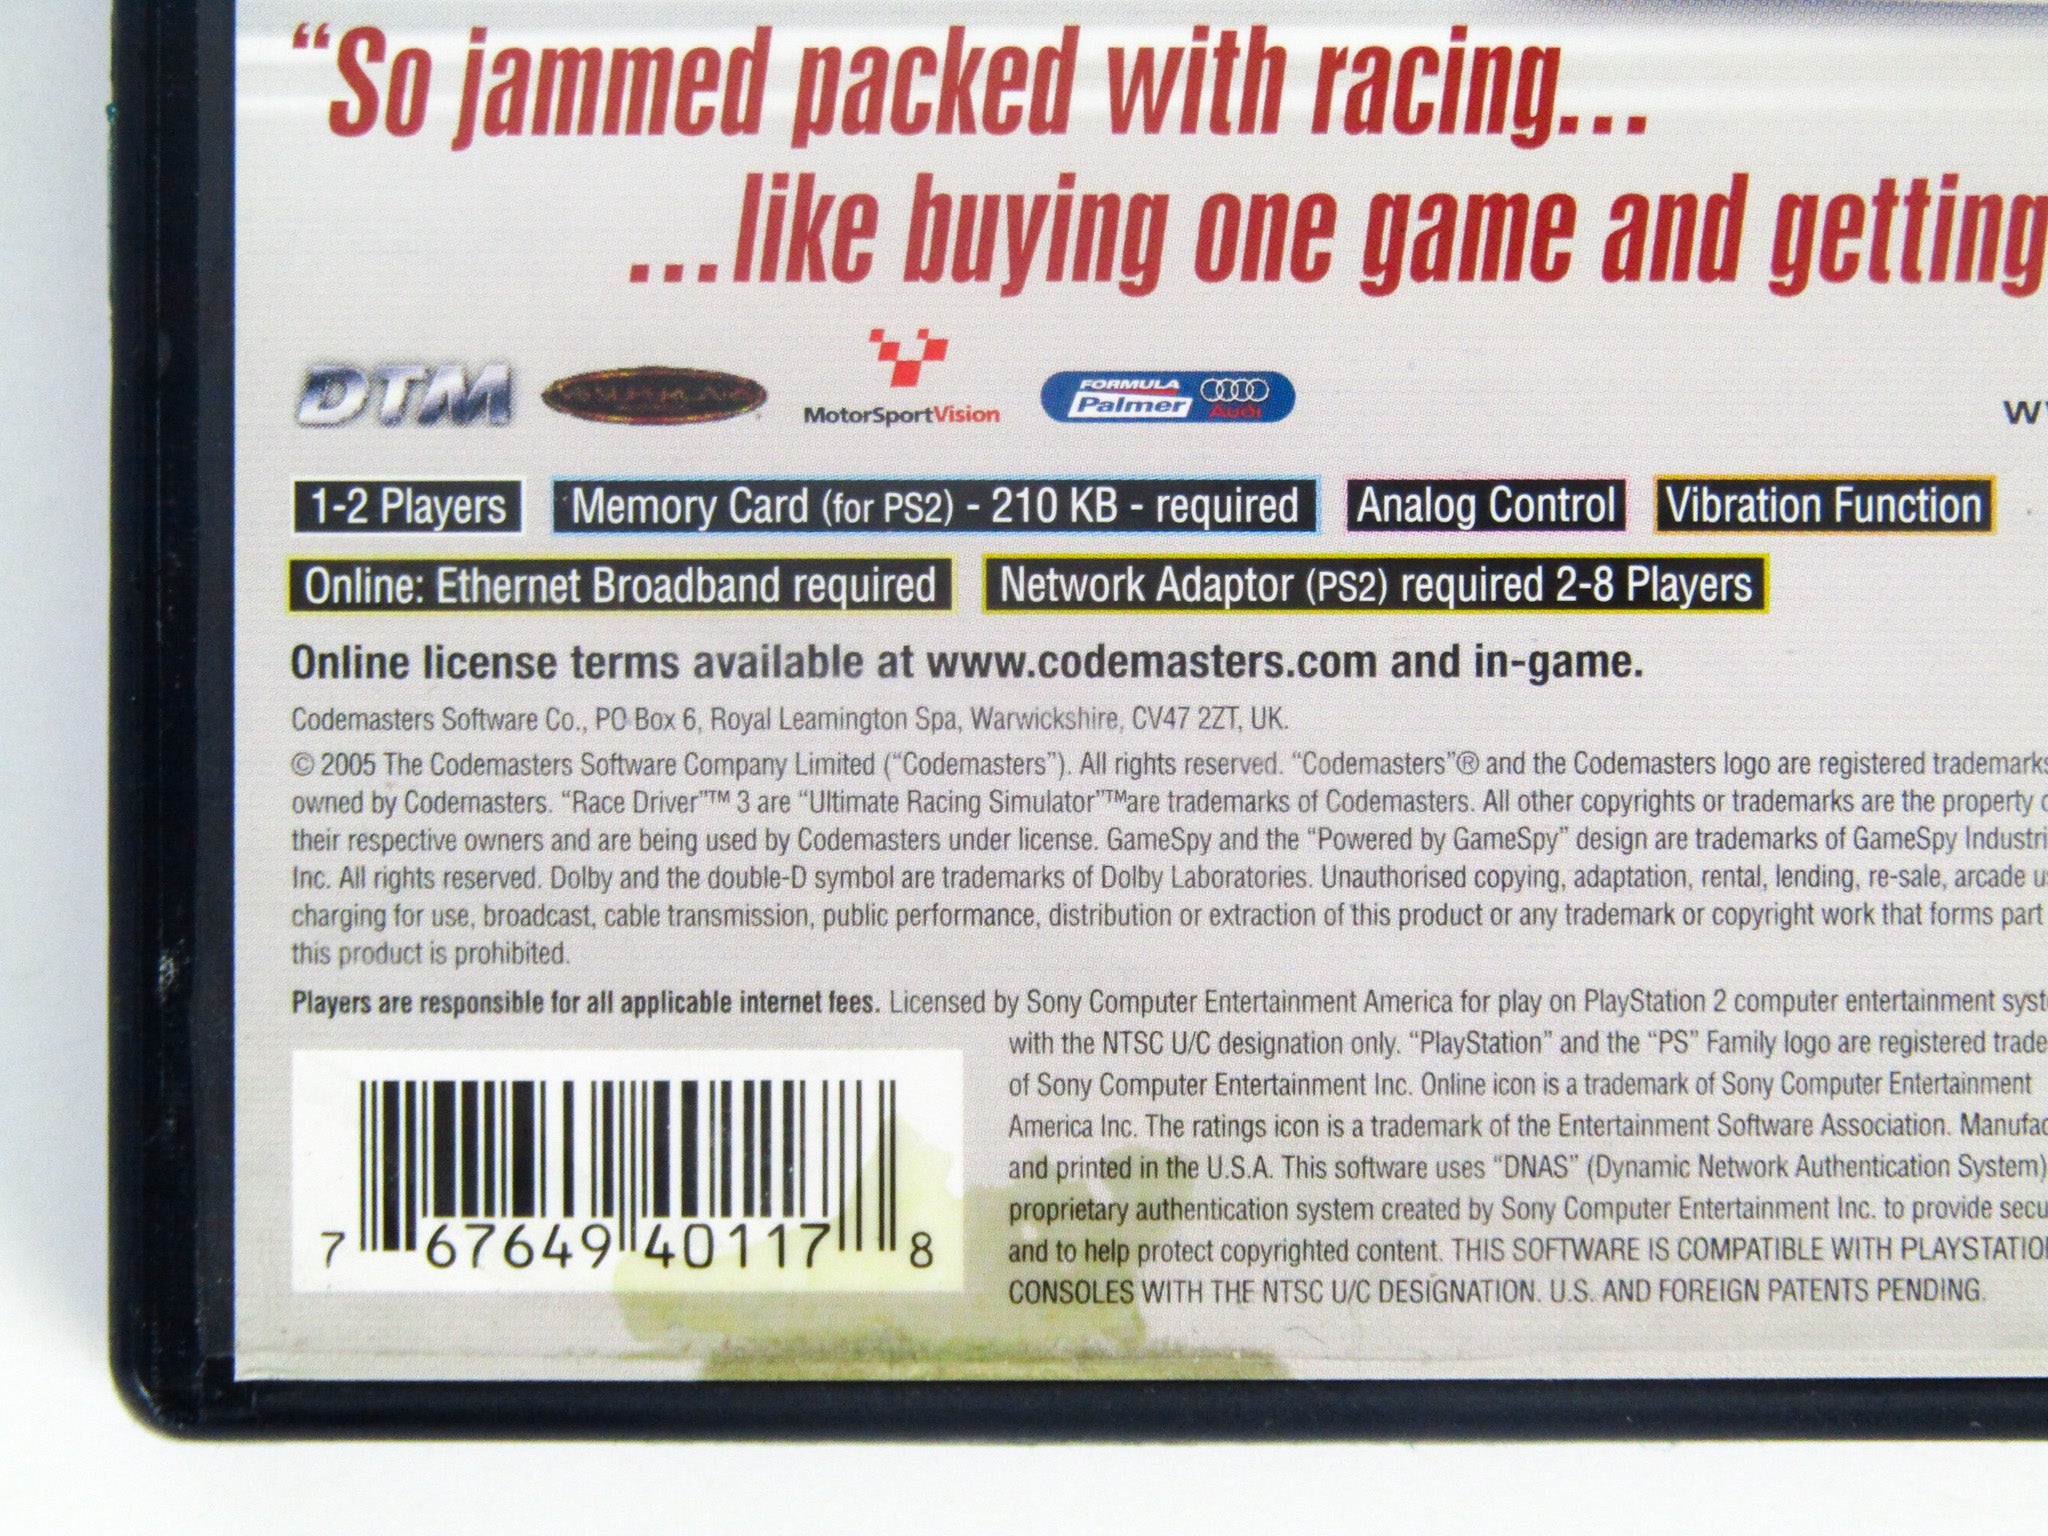 “So jammed packed with racing...
...like buying one game and getting
DTM
MotorSportVision
FORMULA
Palmer Audi
1-2 Players Memory Card (for PS2) - 210 KB - required Analog Control Vibration Function
Online: Ethernet Broadband required Network Adaptor (PS2) required 2-8 Players
Online license terms available at www.codemasters.com and in-game.
Codemasters Software Co., PO Box 6, Royal Leamington Spa, Warwickshire, CV47 2ZT, UK.
© 2005 The Codemasters Software Company Limited (“Codemasters”). All rights reserved. “Codemasters”® and the Codemasters logo are registered trademarks
owned by Codemasters. “Race Driver”™ 3 are “Ultimate Racing Simulator”™are trademarks of Codemasters. All other copyrights or trademarks are the property
their respective owners and are being used by Codemasters under license. GameSpy and the “Powered by GameSpy” design are trademarks of GameSpy Industri
Inc. All rights reserved. Dolby and the double-D symbol are trademarks of Dolby Laboratories. Unauthorised copying, adaptation, rental, lending, re-sale, arcade
charging for use, broadcast, cable transmission, public performance, distribution or extraction of this product or any trademark or copyright work that forms part
this product is prohibited.
Players are responsible for all applicable internet fees. Licensed by Sony Computer Entertainment America for play on PlayStation 2 computer entertainment syst
with the NTSC U/C designation only. “PlayStation” and the “PS” Family logo are registered trade
of Sony Computer Entertainment Inc. Online icon is a trademark of Sony Computer Entertainment
America Inc. The ratings icon is a trademark of the Entertainment Software Association. Manufac
and printed in the U.S.A. This software uses “DNAS” (Dynamic Network Authentication System)
proprietary authentication system created by Sony Computer Entertainment Inc. to provide secu
and to help protect copyrighted content. THIS SOFTWARE IS COMPATIBLE WITH PLAYSTATIO
CONSOLES WITH THE NTSC U/C DESIGNATION. U.S. AND FOREIGN PATENTS PENDING.
7 67649 40117 8